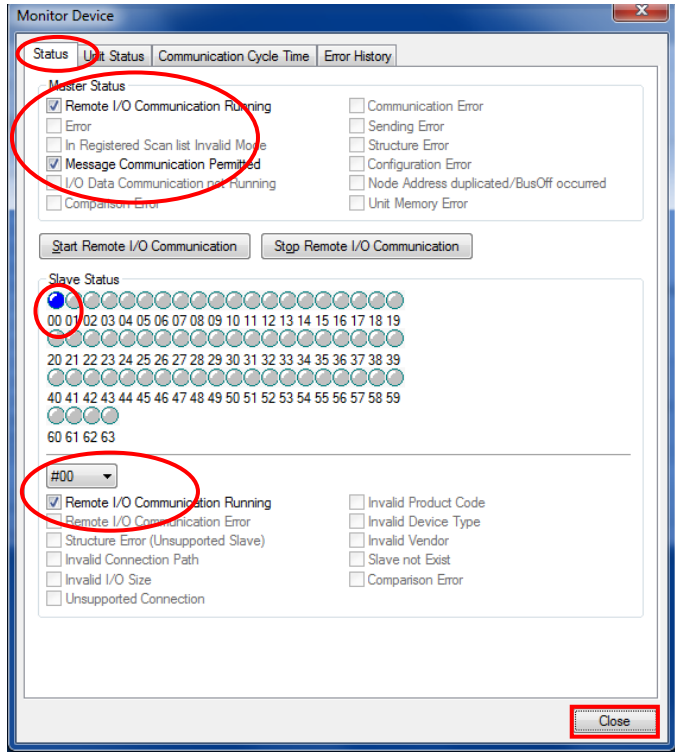 Monitor Device
Status Unit Status Communication Cycle Time Error History
Master Status
Remote I/O Communication Running Communication Error
Error Sending Error
In Registered Scan list Invalid Mode Structure Error
Message Communication Permitted Configuration Error
I/O Data Communication not Running Node Address duplicated/BusOff occurred
Comparison Error Unit Memory Error
Start Remote I/O Communication Stop Remote I/O Communication
Slave Status
00 01 02 03 04 05 06 07 08 09 10 11 12 13 14 15 16 17 18 19
20 21 22 23 24 25 26 27 28 29 30 31 32 33 34 35 36 37 38 39
40 41 42 43 44 45 46 47 48 49 50 51 52 53 54 55 56 57 58 59
60 61 62 63
#00
Remote I/O Communication Running Invalid Product Code
Remote I/O Communication Error Invalid Device Type
Structure Error (Unsupported Slave) Invalid Vendor
Invalid Connection Path Slave not Exist
Invalid I/O Size Comparison Error
Unsupported Connection
Close